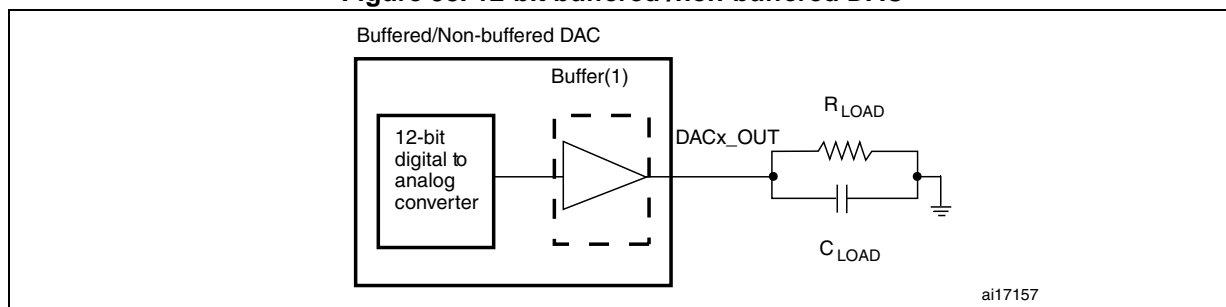 Figure 33. 12-bit buffered /non-buffered DAC
Buffered/Non-buffered DAC
Buffer(1)
12-bit
digital to
analog
converter
DACx_OUT
R LOAD
C LOAD
ai17157